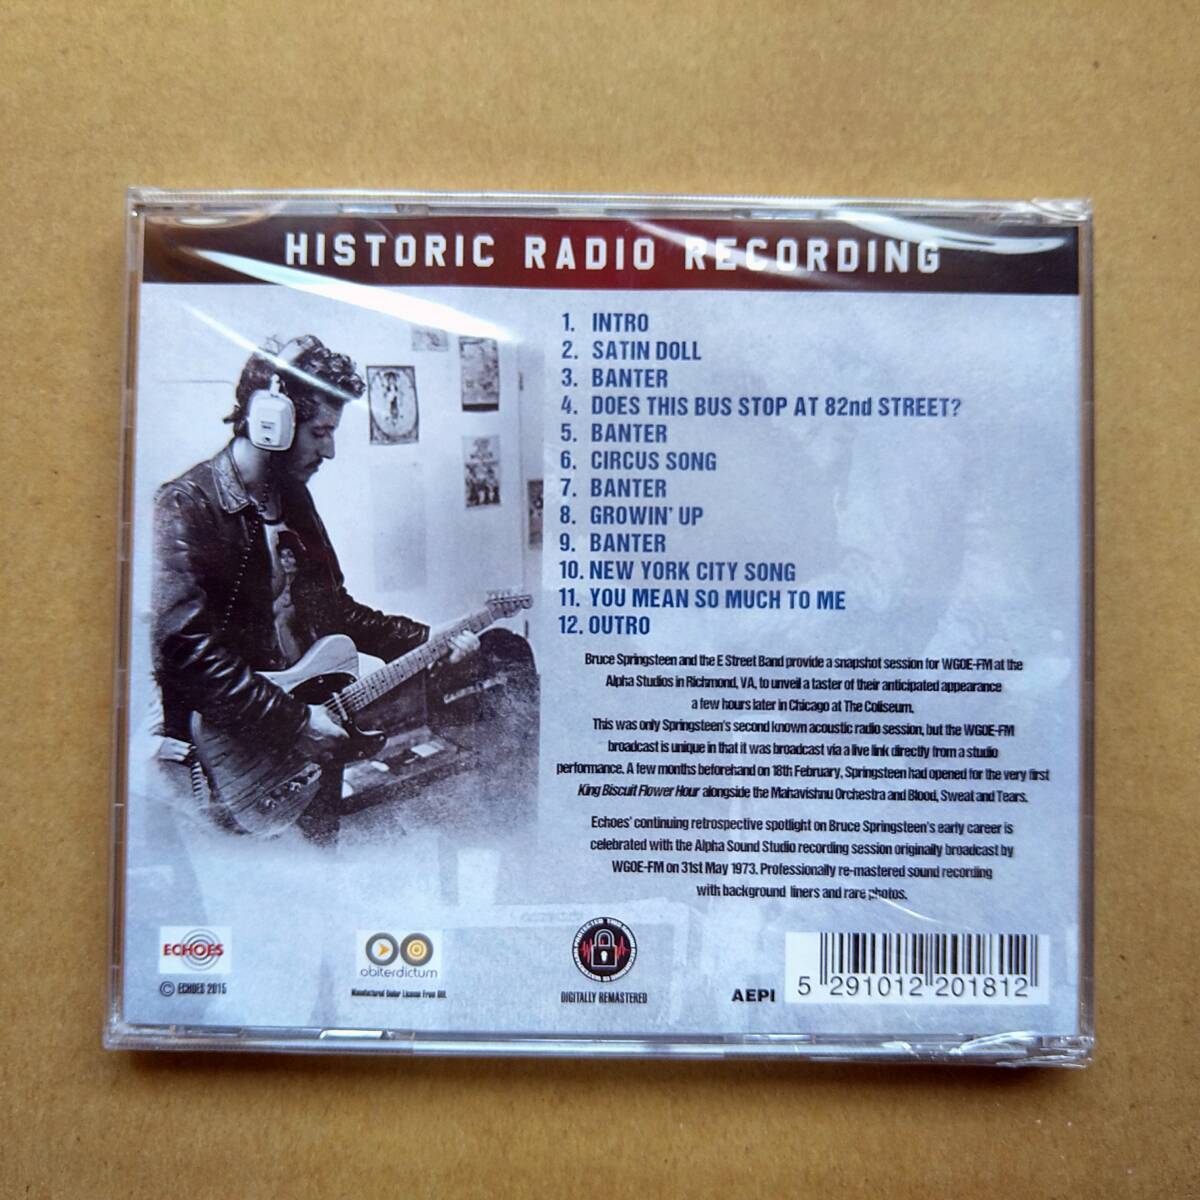 HISTORIC RADIO RECORDING
1. INTRO
2. SATIN DOLL
3. BANTER
4. DOES THIS BUS STOP AT 82nd STREET?
5. BANTER
6. CIRCUS SONG
7. BANTER
8. GROWIN' UP
9. BANTER
10. NEW YORK CITY SONG
11. YOU MEAN SO MUCH TO ME
12. OUTRO
Bruce Springsteen and the E Street Band provide a snapshot session for WGOE-FM at the
Alpha Studios in Richmond, VA, to unveil a taster of their anticipated appearance
a few hours later in Chicago at The Coliseum.
This was only Springsteen's second known acoustic radio session, but the WGOE-FM
broadcast is unique in that it was broadcast via a live link directly from a studio
performance. A few months beforehand on 18th February, Springsteen had opened for the very first
King Biscuit Flower Hour alongside the Mahavishnu Orchestra and Blood, Sweat and Tears.
Echoes' continuing retrospective spotlight on Bruce Springsteen's early career is
celebrated with the Alpha Sound Studio recording session originally broadcast by
WGOE-FM on 31st May 1973. Professionally re-mastered sound recording
with background liners and rare photos.
ECHOES
© ECHOES 2015
obiterdictum
Manufactured Under License From
DIGITALLY REMASTERED
AEPI
5 291012 201812